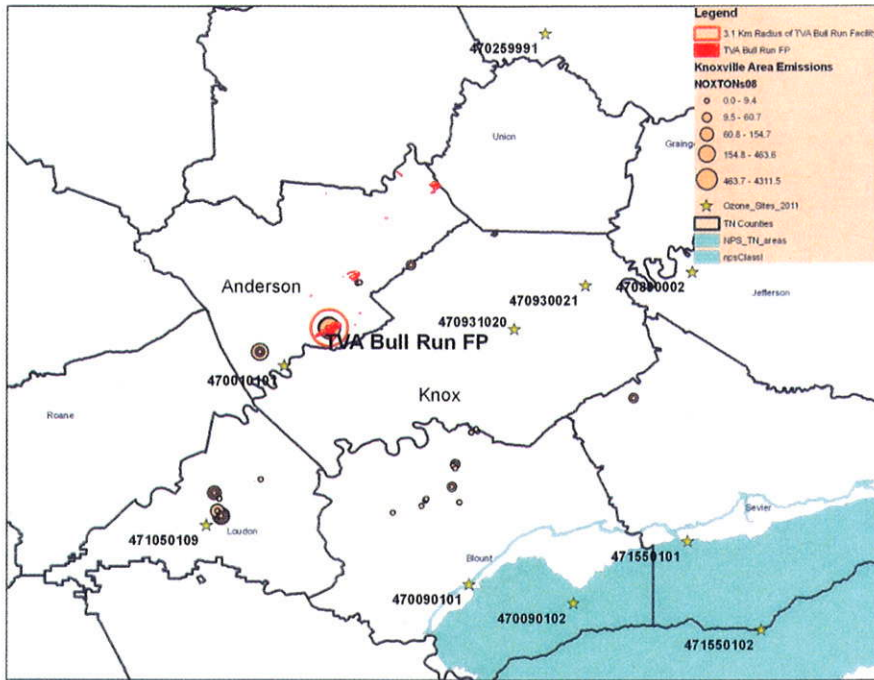 Legend
3.1 Km Radius of TVA Bull Run Facility
TVA Bull Run FP
Knoxville Area Emissions
NOXTONs08
0.0 - 9.4
9.5 - 60.7
60.8 - 154.7
154.8 - 463.6
463.7 - 4311.5
Ozone_Sites_2011
TN Counties
NPS_TN_areas
npsClassI
470259991
Union
Graing
Anderson
470930021
470890002
Jefferson
470931020
TVA Bull Run FP
470010101
Knox
Roane
471050109
Loudon
Sevier
471550101
Blount
470090101
470090102
471550102